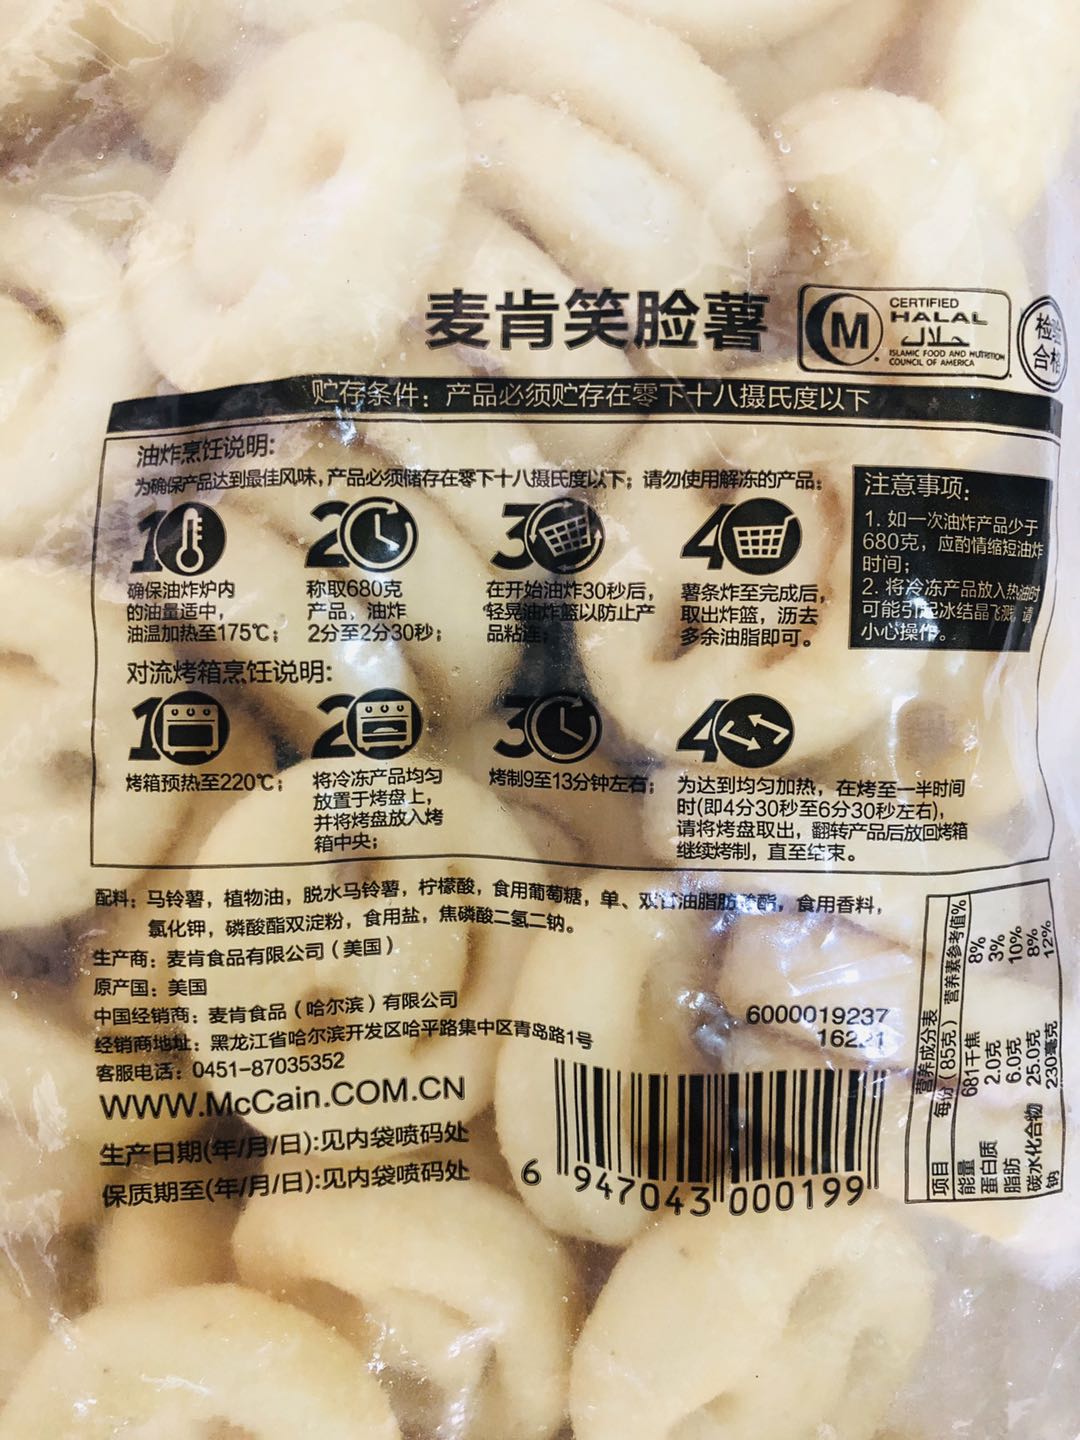 麦肯笑脸薯
CERTIFIED
HALAL
حلال
ISLAMIC FOOD AND NUTRITION
COUNCIL OF AMERICA
M
检验
合格
贮存条件：产品必须贮存在零下十八摄氏度以下
油炸烹饪说明：
为确保产品达到最佳风味，产品必须储存在零下十八摄氏度以下；请勿使用解冻的产品；
1
确保油炸炉内
的油量适中，
油温加热至175℃；
2
称取680克
产品，油炸
2分至2分30秒；
3
在开始油炸30秒后，
轻晃油炸篮以防止产
品粘连；
4
薯条炸至完成后，
取出炸篮，沥去
多余油脂即可。
注意事项：
1. 如一次油炸产品少于
680克，应酌情缩短油炸
时间；
2. 将冷冻产品放入热油时
可能引起冰结晶飞溅，请
小心操作。
对流烤箱烹饪说明：
1
烤箱预热至220℃；
2
将冷冻产品均匀
放置于烤盘上，
并将烤盘放入烤
箱中央；
3
烤制9至13分钟左右；
4
为达到均匀加热，在烤至一半时间
时(即4分30秒至6分30秒左右)，
请将烤盘取出，翻转产品后放回烤箱
继续烤制，直至结束。
配料：马铃薯，植物油，脱水马铃薯，柠檬酸，食用葡萄糖，单、双甘油脂肪酸酯，食用香料，
氯化钾，磷酸酯双淀粉，食用盐，焦磷酸二氢二钠。
生产商：麦肯食品有限公司（美国）
原产国：美国
中国经销商：麦肯食品（哈尔滨）有限公司
经销商地址：黑龙江省哈尔滨开发区哈平路集中区青岛路1号
客服电话：0451-87035352
WWW.McCain.COM.CN
生产日期(年/月/日):见内袋喷码处
保质期至(年/月/日):见内袋喷码处
6000019237
16221
6 947043 000199
营养成分表
项目 每份（85克） 营养素参考值%
能量 681千焦 8%
蛋白质 2.0克 3%
脂肪 6.0克 10%
碳水化合物 25.0克 8%
钠 230毫克 12%